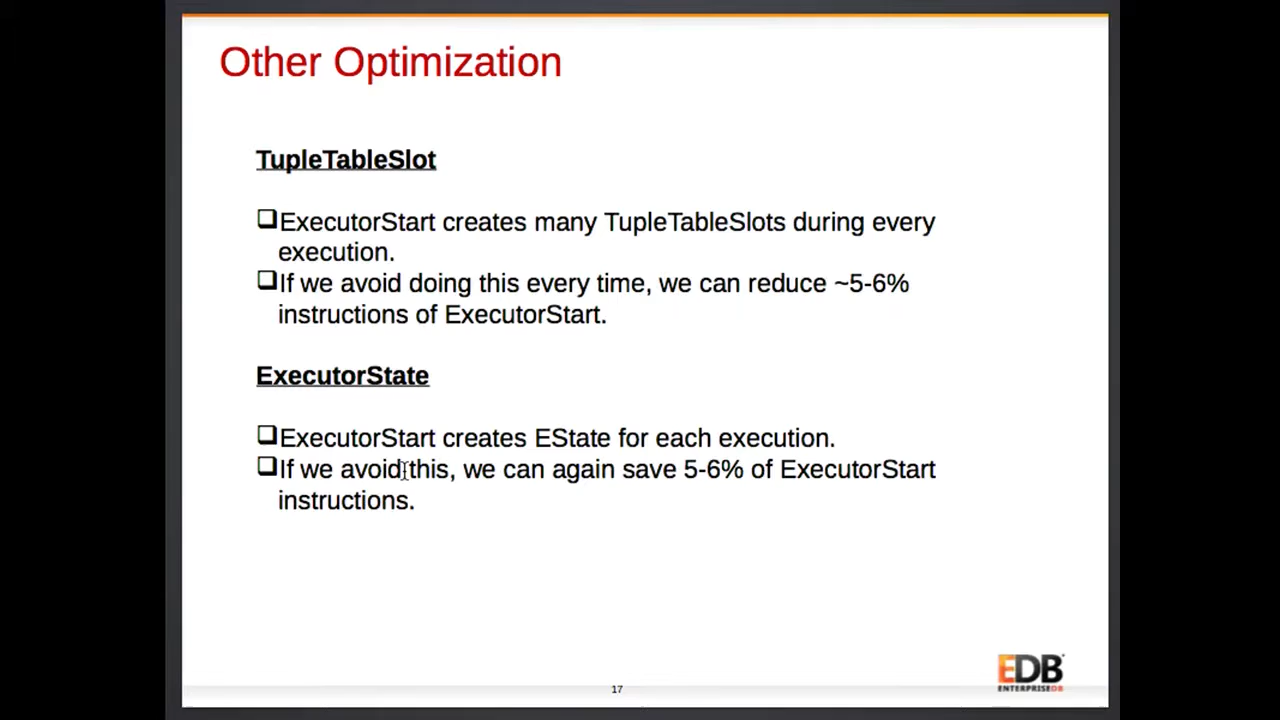 Other Optimization
TupleTableSlot
❑ExecutorStart creates many TupleTableSlots during every
execution.
❑If we avoid doing this every time, we can reduce ~5-6%
instructions of ExecutorStart.
ExecutorState
❑ExecutorStart creates EState for each execution.
❑If we avoid this, we can again save 5-6% of ExecutorStart
instructions.
EDB
ENTERPRISEDB
17